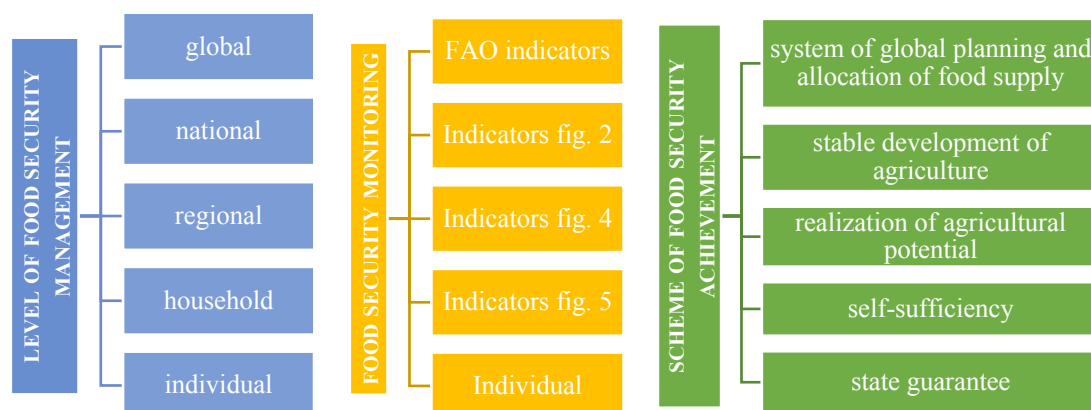 LEVEL OF FOOD SECURITY
MANAGEMENT
global
national
regional
household
individual
FOOD SECURITY MONITORING
FAO indicators
Indicators fig. 2
Indicators fig. 4
Indicators fig. 5
Individual
SCHEME OF FOOD SECURITY
ACHIEVEMENT
system of global planning and
allocation of food supply
stable development of
agriculture
realization of agricultural
potential
self-sufficiency
state guarantee